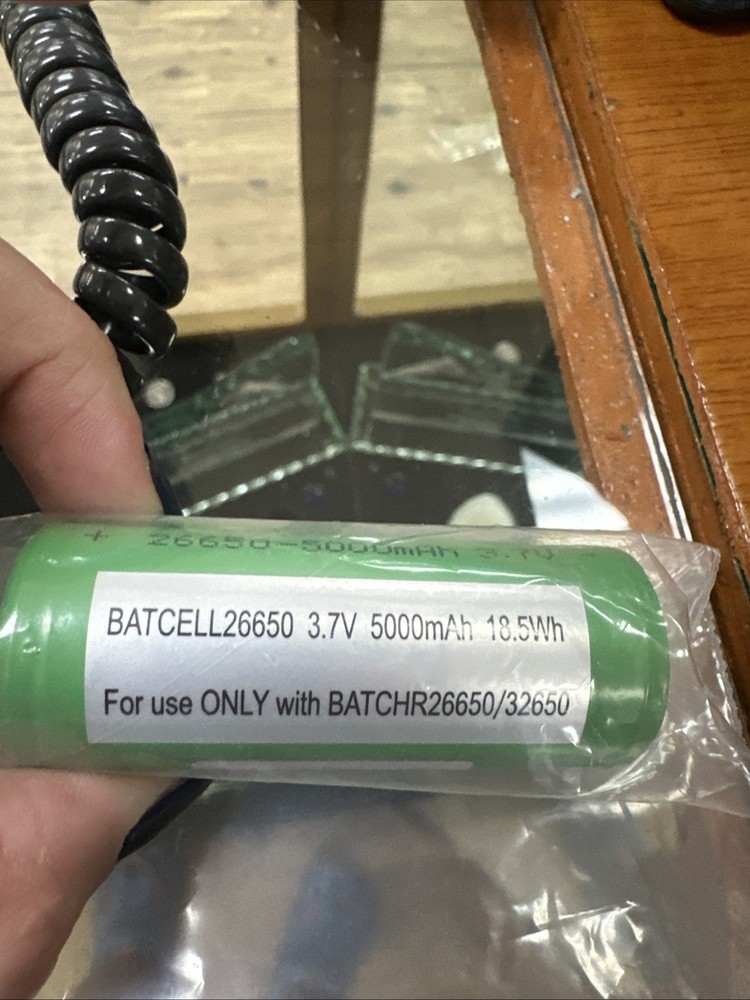 + 26650-5000mAh 3.7V -
BATCELL26650 3.7V 5000mAh 18.5Wh
For use ONLY with BATCHR26650/32650